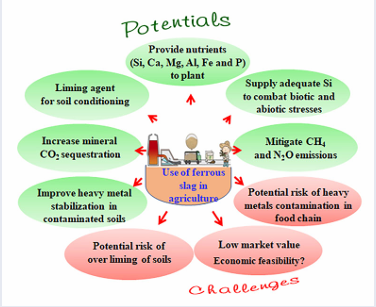 Potentials
Provide nutrients
(Si, Ca, Mg, Al, Fe and P)
to plant
Liming agent
for soil conditioning
Supply adequate Si
to combat biotic and
abiotic stresses
Increase mineral
CO₂ sequestration
Mitigate CH₄
and N₂O emissions
Use of ferrous
slag in
agriculture
Improve heavy metal
stabilization in
contaminated soils
Potential risk of heavy
metals contamination in
food chain
Potential risk of
over liming of soils
Low market value
Economic feasibility?
Challenges